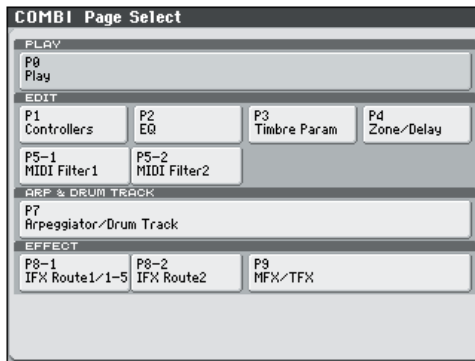 COMBI Page Select
PLAY
P0
Play
EDIT
P1
Controllers
P2
EQ
P3
Timbre Param
P4
Zone/Delay
P5-1
MIDI Filter1
P5-2
MIDI Filter2
ARP & DRUM TRACK
P7
Arpeggiator/Drum Track
EFFECT
P8-1
IFX Route1/1-5
P8-2
IFX Route2
P9
MFX/TFX